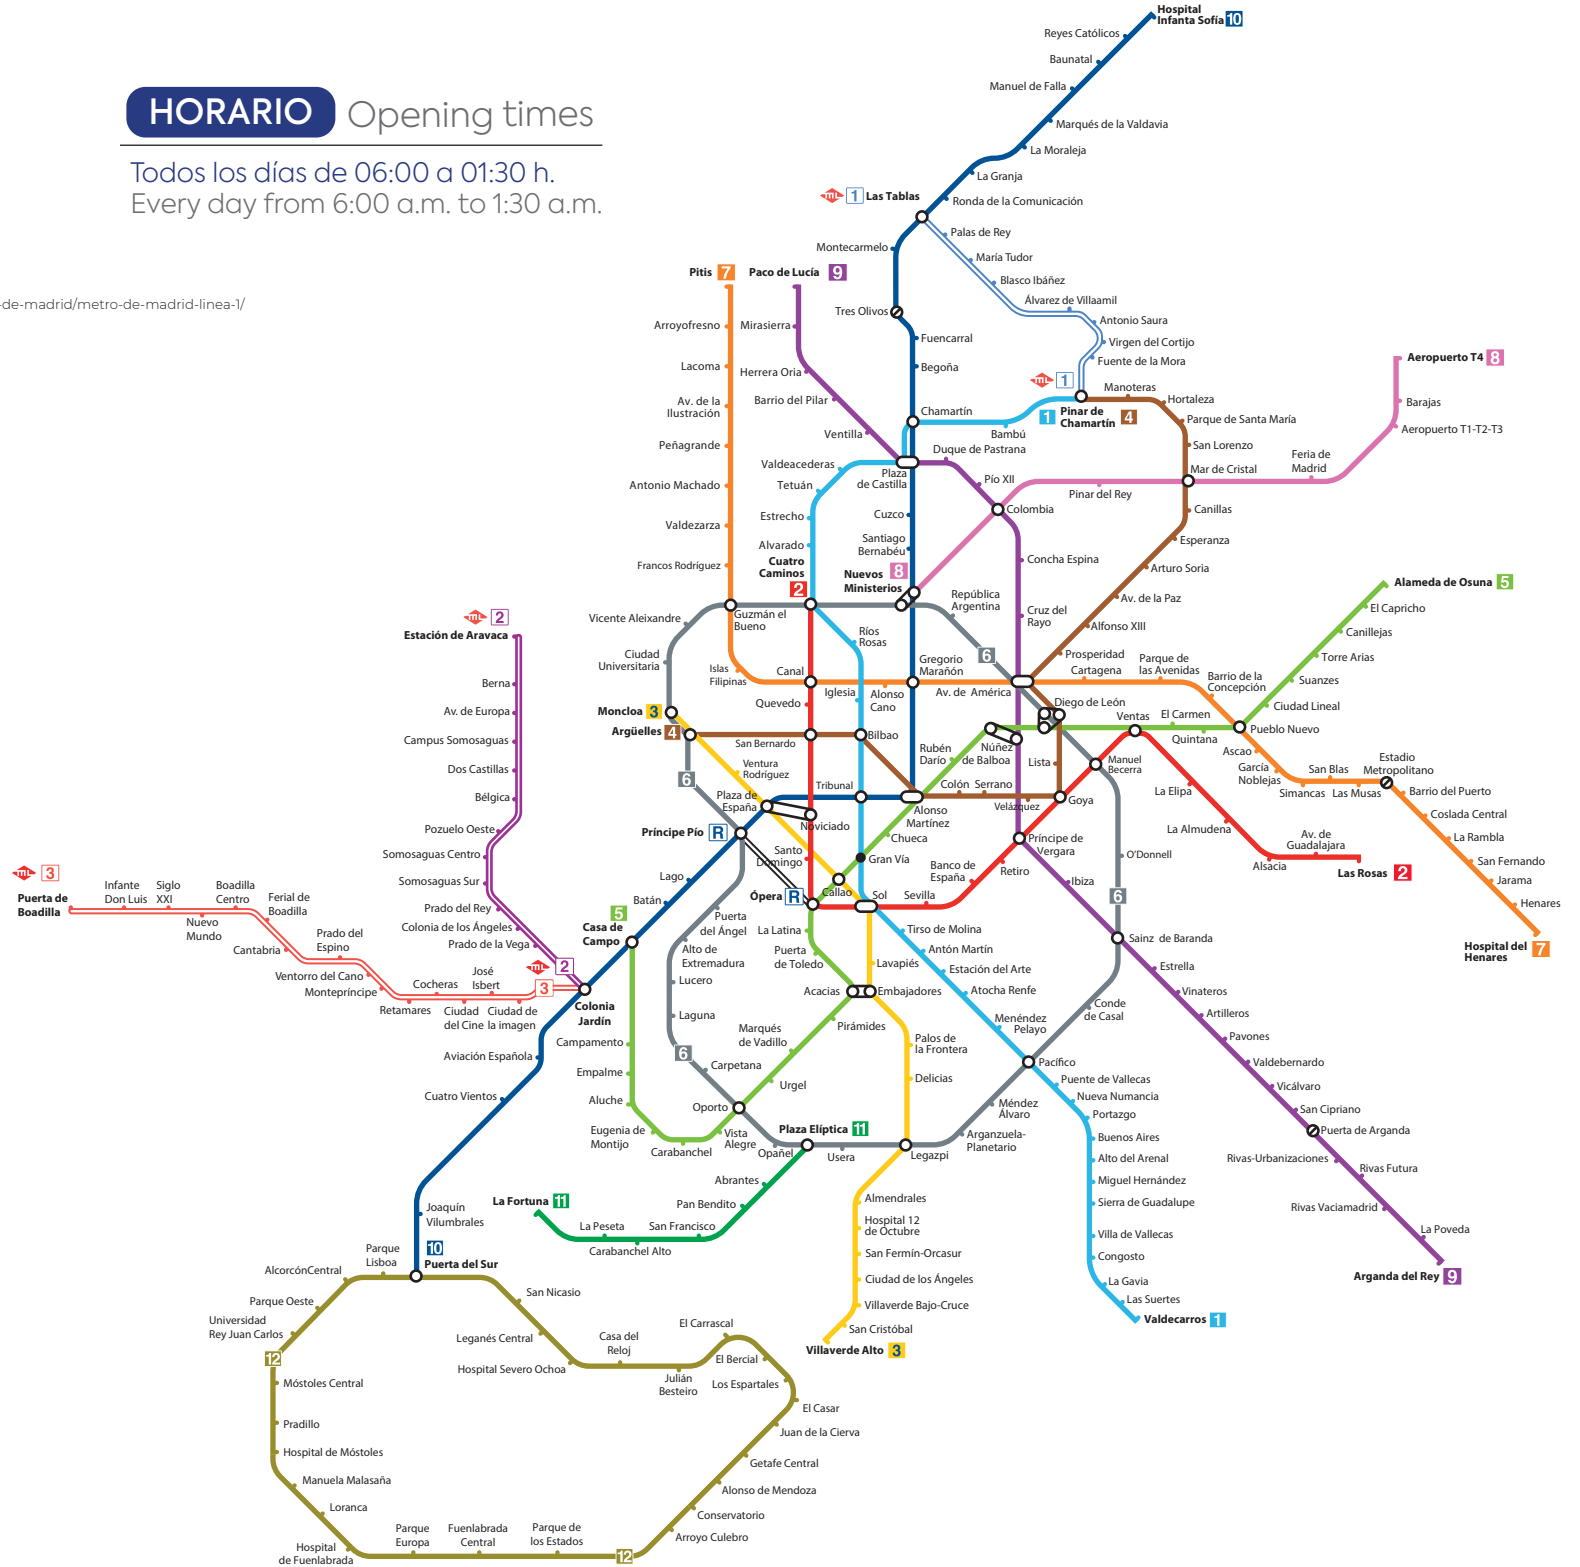 HORARIO Opening times
Todos los días de 06:00 a 01:30 h.
Every day from 6:00 a.m. to 1:30 a.m.
-de-madrid/metro-de-madrid-linea-1/
Hospital
Infanta Sofía 10
Reyes Católicos
Baunatal
Manuel de Falla
Marqués de la Valdavia
La Moraleja
La Granja
Ronda de la Comunicación
mL 1 Las Tablas
Montecarmelo
Palas de Rey
María Tudor
Blasco Ibáñez
Álvarez de Villaamil
Antonio Saura
Virgen del Cortijo
Fuente de la Mora
mL 1
Tres Olivos
Fuencarral
Begoña
Chamartín
Bambú
1 Pinar de
Chamartín 4
Manoteras
Hortaleza
Parque de Santa María
San Lorenzo
Mar de Cristal
Canillas
Esperanza
Arturo Soria
Av. de la Paz
Alfonso XIII
Prosperidad
Aeropuerto T4 8
Barajas
Aeropuerto T1-T2-T3
Feria de
Madrid
Pinar del Rey
Colombia
Pitis 7
Arroyofresno
Lacoma
Av. de la
Ilustración
Peñagrande
Antonio Machado
Valdezarza
Francos Rodríguez
Guzmán el
Bueno
Islas
Filipinas
Paco de Lucía 9
Mirasierra
Herrera Oria
Barrio del Pilar
Ventilla
Plaza
de Castilla
Duque de Pastrana
Pío XII
Concha Espina
Cruz del
Rayo
Valdeacederas
Tetuán
Estrecho
Alvarado
Cuatro
Caminos
2
Cuzco
Santiago
Bernabéu
Nuevos
Ministerios
8
República
Argentina
6
Vicente Aleixandre
Ciudad
Universitaria
Moncloa 3
Argüelles 4
6
Ríos
Rosas
Canal
Quevedo
Iglesia
Alonso
Cano
Gregorio
Marañón
Av. de América
Cartagena
Parque de
las Avenidas
Barrio de la
Concepción
Pueblo Nuevo
Ascao
García
Noblejas
Simancas
San Blas
Las Musas
Estadio
Metropolitano
Barrio del Puerto
Coslada Central
La Rambla
San Fernando
Jarama
Henares
Hospital del
Henares 7
Alameda de Osuna 5
El Capricho
Canillejas
Torre Arias
Suanzes
Ciudad Lineal
Quintana
El Carmen
Ventas
Diego de León
Núñez
de Balboa
Rubén
Darío
Lista
Manuel
Becerra
Goya
Velázquez
Serrano
Colón
Alonso
Martínez
Bilbao
San Bernardo
Ventura
Rodríguez
Plaza de
España
Noviciado
Tribunal
Chueca
Gran Vía
Callao
Santo
Domingo
Príncipe Pío R
Ópera R
Sol
Sevilla
Banco de
España
Retiro
Príncipe de
Vergara
Ibiza
O'Donnell
6
Sainz de Baranda
La Elipa
La Almudena
Alsacia
Av. de
Guadalajara
Las Rosas 2
Estrella
Vinateros
Artilleros
Pavones
Valdebernardo
Vicálvaro
San Cipriano
Puerta de Arganda
Rivas-Urbanizaciones
Rivas Futura
Rivas Vaciamadrid
La Poveda
Arganda del Rey 9
mL 2
Estación de Aravaca
Berna
Av. de Europa
Campus Somosaguas
Dos Castillas
Bélgica
Pozuelo Oeste
Somosaguas Centro
Somosaguas Sur
Prado del Rey
Colonia de los Ángeles
Prado de la Vega
mL 2
3
Colonia
Jardín
mL 3
Puerta de
Boadilla
Infante
Don Luis
Siglo
XXI
Nuevo
Mundo
Boadilla
Centro
Ferial de
Boadilla
Cantabria
Prado del
Espino
Ventorro del Cano
Montepríncipe
Retamares
Cocheras
Ciudad
del Cine
José
Isbert
Ciudad de
la imagen
Lago
Batán
5
Casa de
Campo
Campamento
Empalme
Aluche
Eugenia de
Montijo
Carabanchel
Vista
Alegre
Oporto
Urgel
Marqués
de Vadillo
Pirámides
Acacias
Puerta
de Toledo
La Latina
Puerta
del Ángel
Alto de
Extremadura
Lucero
Laguna
6
Carpetana
Opañel
Plaza Elíptica 11
Usera
Legazpi
Arganzuela-
Planetario
Méndez
Álvaro
Pacífico
Conde
de Casal
Lavapiés
Embajadores
Palos de
la Frontera
Delicias
Almendrales
Hospital 12
de Octubre
San Fermín-Orcasur
Ciudad de los Ángeles
Villaverde Bajo-Cruce
San Cristóbal
Villaverde Alto 3
Tirso de Molina
Antón Martín
Estación del Arte
Atocha Renfe
Menéndez
Pelayo
Puente de Vallecas
Nueva Numancia
Portazgo
Buenos Aires
Alto del Arenal
Miguel Hernández
Sierra de Guadalupe
Villa de Vallecas
Congosto
La Gavia
Las Suertes
Valdecarros 1
Abrantes
Pan Bendito
San Francisco
Carabanchel Alto
La Peseta
La Fortuna 11
Aviación Española
Cuatro Vientos
Joaquín
Vilumbrales
10
Puerta del Sur
Parque
Lisboa
AlcorcónCentral
Parque Oeste
Universidad
Rey Juan Carlos
12
Móstoles Central
Pradillo
Hospital de Móstoles
Manuela Malasaña
Loranca
Hospital
de Fuenlabrada
Parque
Europa
Fuenlabrada
Central
Parque de
los Estados
12
Arroyo Culebro
Conservatorio
Alonso de Mendoza
Getafe Central
Juan de la Cierva
El Casar
Los Espartales
El Bercial
El Carrascal
Julián
Besteiro
Casa del
Reloj
Hospital Severo Ochoa
Leganés Central
San Nicasio